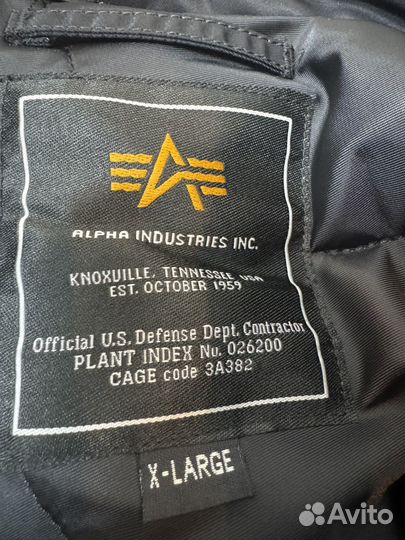 ALPHA INDUSTRIES INC.
KNOXVILLE, TENNESSEE USA
EST. OCTOBER 1959
Official U.S. Defense Dept. Contractor
PLANT INDEX No. 026200
CAGE code 3A382
X-LARGE
Avito